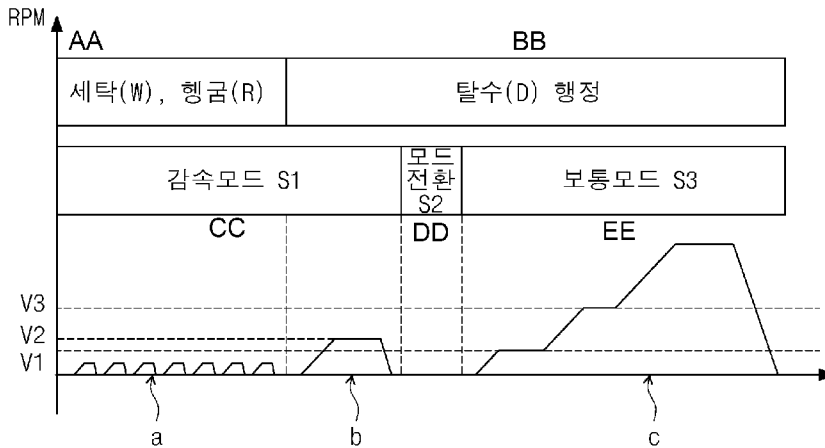 RPM
AA
BB
세탁(W), 헹굼(R)
탈수(D) 행정
감속모드 S1
모드
전환
S2
보통모드 S3
CC
DD
EE
V3
V2
V1
a
b
c